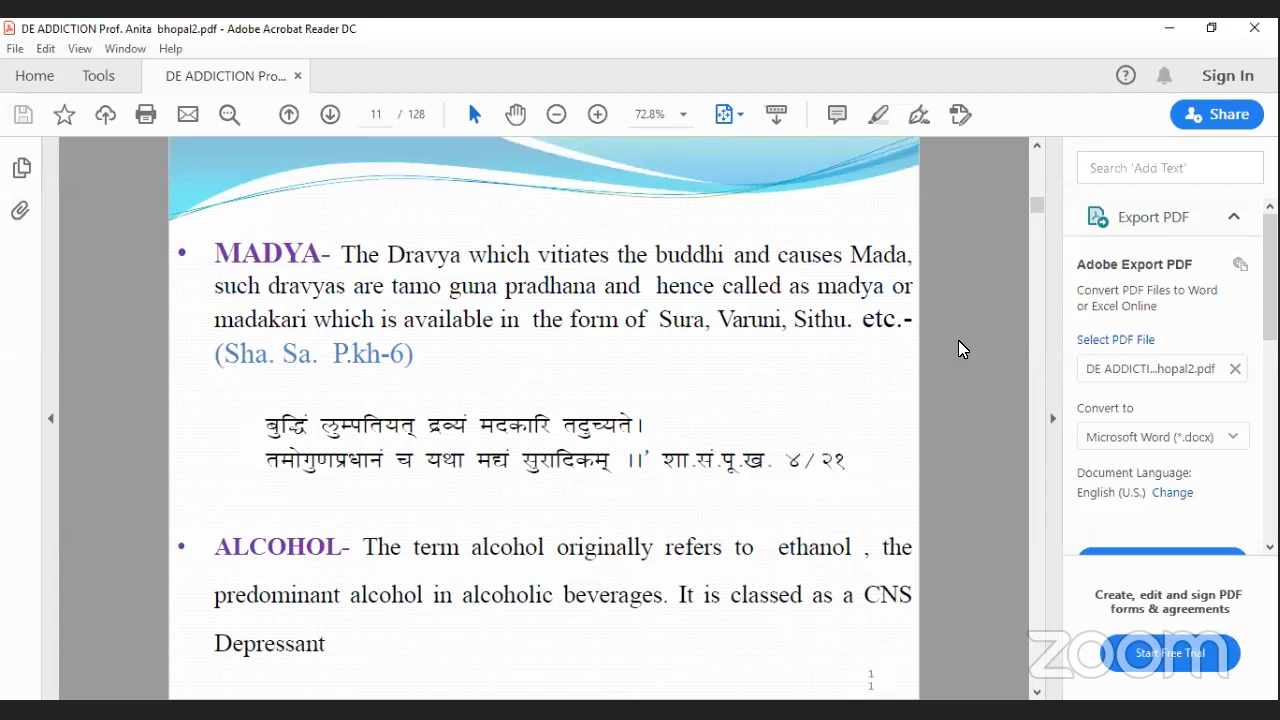 DE ADDICTION Prof. Anita bhopal2.pdf - Adobe Acrobat Reader DC
File Edit View Window Help
Home Tools DE ADDICTION Pro... ×
11 / 128 72.8% Share
Sign In
Search 'Add Text'
Export PDF
Adobe Export PDF
Convert PDF Files to Word
or Excel Online
Select PDF File
DE ADDICTI...hopal2.pdf
Convert to
Microsoft Word (*.docx)
Document Language:
English (U.S.) Change
Create, edit and sign PDF
forms & agreements
Start Free Trial
zoom
• MADYA- The Dravya which vitiates the buddhi and causes Mada,
such dravyas are tamo guna pradhana and hence called as madya or
madakari which is available in the form of Sura, Varuni, Sithu. etc.-
(Sha. Sa. P.kh-6)
बुद्धिं लुम्पतियत् द्रव्यं मदकारि तदुच्यते।
तमोगुणप्रधानं च यथा मद्यं सुरादिकम् ।।’ शा.सं.पू.ख. ४/२१
• ALCOHOL- The term alcohol originally refers to ethanol , the
predominant alcohol in alcoholic beverages. It is classed as a CNS
Depressant
1
1